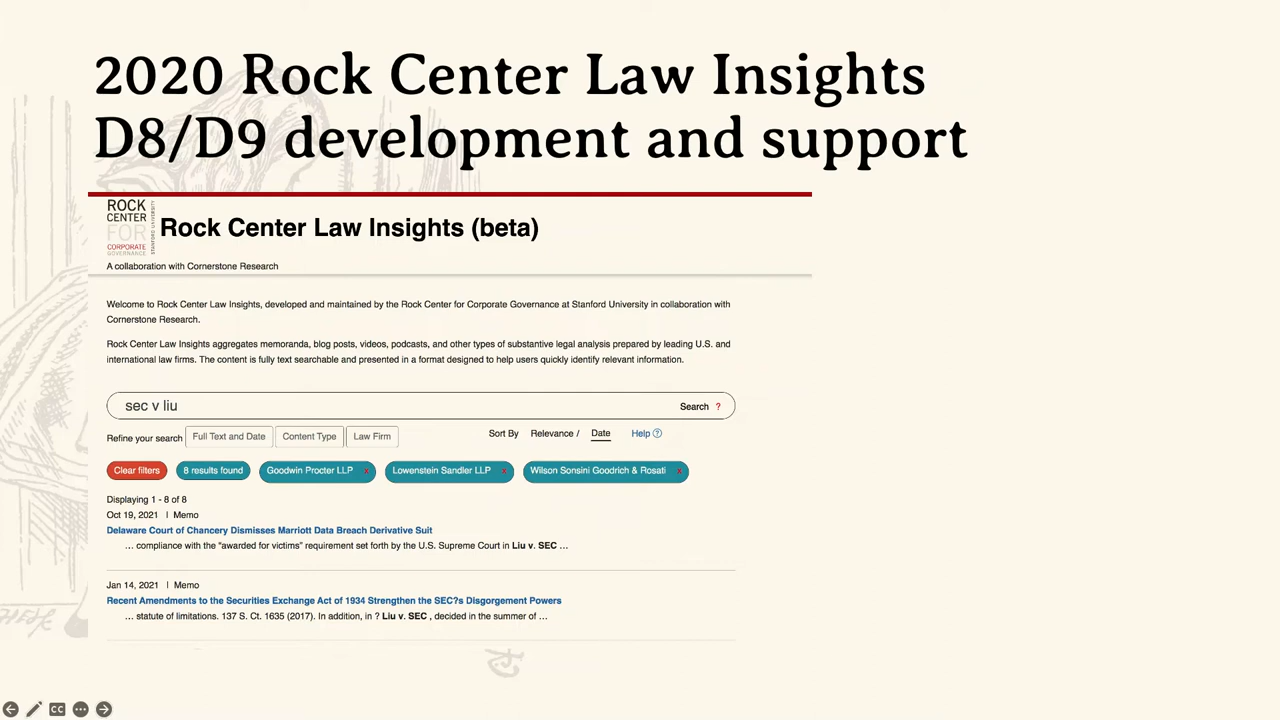 2020 Rock Center Law Insights
D8/D9 development and support
ROCK
CENTER
FOR
CORPORATE
GOVERNANCE
STANFORD UNIVERSITY
Rock Center Law Insights (beta)
A collaboration with Cornerstone Research
Welcome to Rock Center Law Insights, developed and maintained by the Rock Center for Corporate Governance at Stanford University in collaboration with
Cornerstone Research.
Rock Center Law Insights aggregates memoranda, blog posts, videos, podcasts, and other types of substantive legal analysis prepared by leading U.S. and
international law firms. The content is fully text searchable and presented in a format designed to help users quickly identify relevant information.
sec v liu Search ?
Refine your search Full Text and Date Content Type Law Firm Sort By Relevance / Date Help ?
Clear filters 8 results found Goodwin Procter LLP x Lowenstein Sandler LLP x Wilson Sonsini Goodrich & Rosati x
Displaying 1 - 8 of 8
Oct 19, 2021 | Memo
Delaware Court of Chancery Dismisses Marriott Data Breach Derivative Suit
... compliance with the "awarded for victims" requirement set forth by the U.S. Supreme Court in Liu v. SEC ...
Jan 14, 2021 | Memo
Recent Amendments to the Securities Exchange Act of 1934 Strengthen the SEC?s Disgorgement Powers
... statute of limitations. 137 S. Ct. 1635 (2017). In addition, in ? Liu v. SEC , decided in the summer of ...
CC